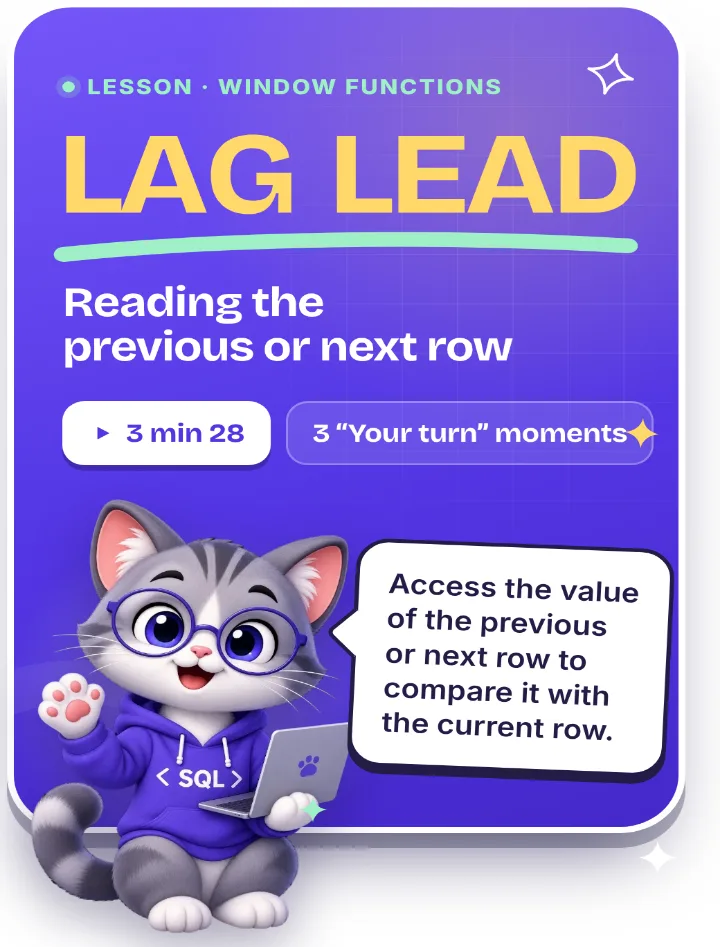 LESSON · WINDOW FUNCTIONS
LAG LEAD
Reading the
previous or next row
3 min 28
3 “Your turn” moments
Access the value
of the previous
or next row to
compare it with
the current row.
< SQL >